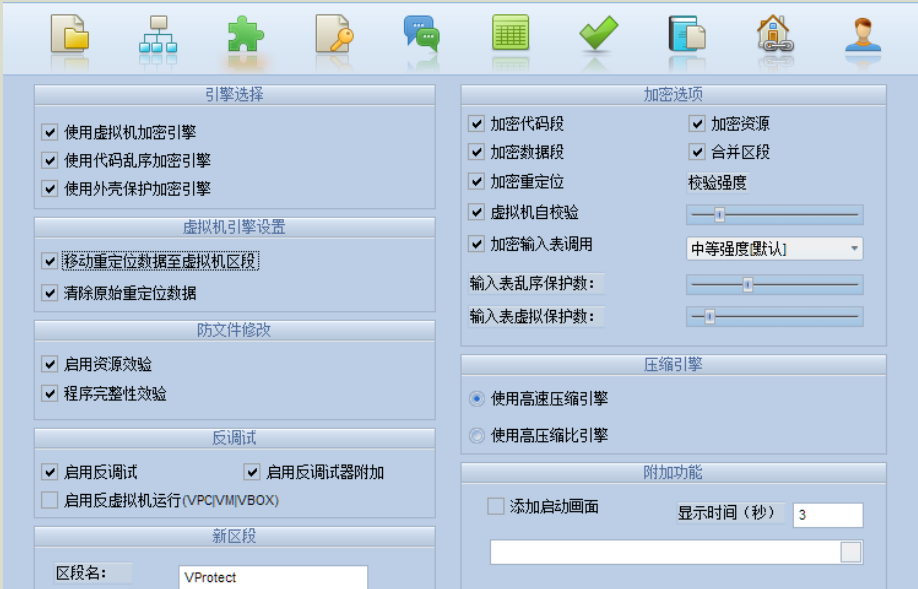 引擎选择
使用虚拟机加密引擎
使用代码乱序加密引擎
使用外壳保护加密引擎
虚拟机引擎设置
移动重定位数据至虚拟机区段
清除原始重定位数据
防文件修改
启用资源效验
程序完整性效验
反调试
启用反调试 启用反调试器附加
启用反虚拟机运行(VPC|VM|VBOX)
新区段
区段名: VProtect
加密选项
加密代码段 加密资源
加密数据段 合并区段
加密重定位 校验强度
虚拟机自校验
加密输入表调用 中等强度[默认]
输入表乱序保护数:
输入表虚拟保护数:
压缩引擎
使用高速压缩引擎
使用高压缩比引擎
附加功能
添加启动画面 显示时间（秒） 3